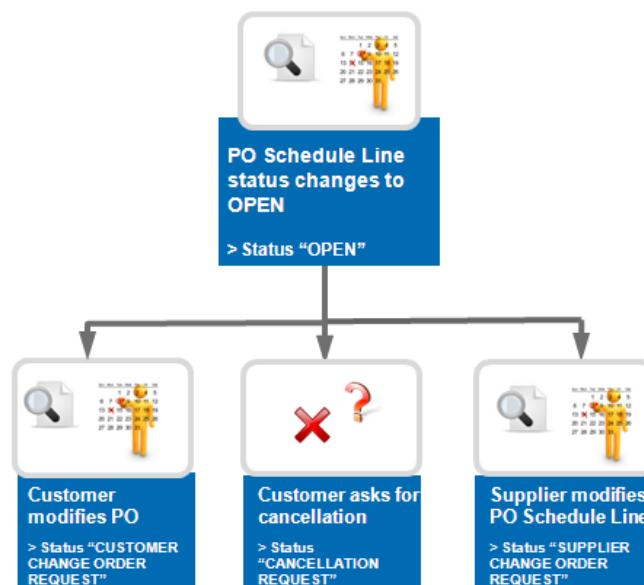 PO Schedule Line
status changes to
OPEN
> Status “OPEN”
Customer
modifies PO
> Status “CUSTOMER
CHANGE ORDER
REQUEST”
Customer asks for
cancellation
> Status
“CANCELLATION
REQUEST”
Supplier modifies
PO Schedule Line
> Status “SUPPLIER
CHANGE ORDER
REQUEST”